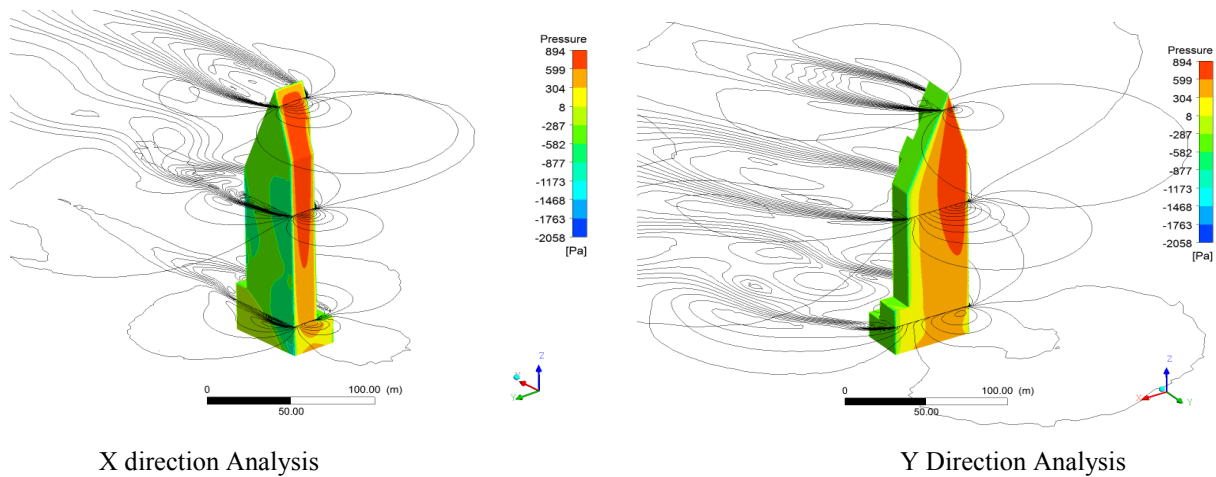 Pressure
894
599
304
8
-287
-582
-877
-1173
-1468
-1763
-2058
[Pa]
0
100.00 (m)
50.00
Z
Y
X direction Analysis
Pressure
894
599
304
8
-287
-582
-877
-1173
-1468
-1763
-2058
[Pa]
0
100.00 (m)
50.00
Z
X
Y
Y Direction Analysis